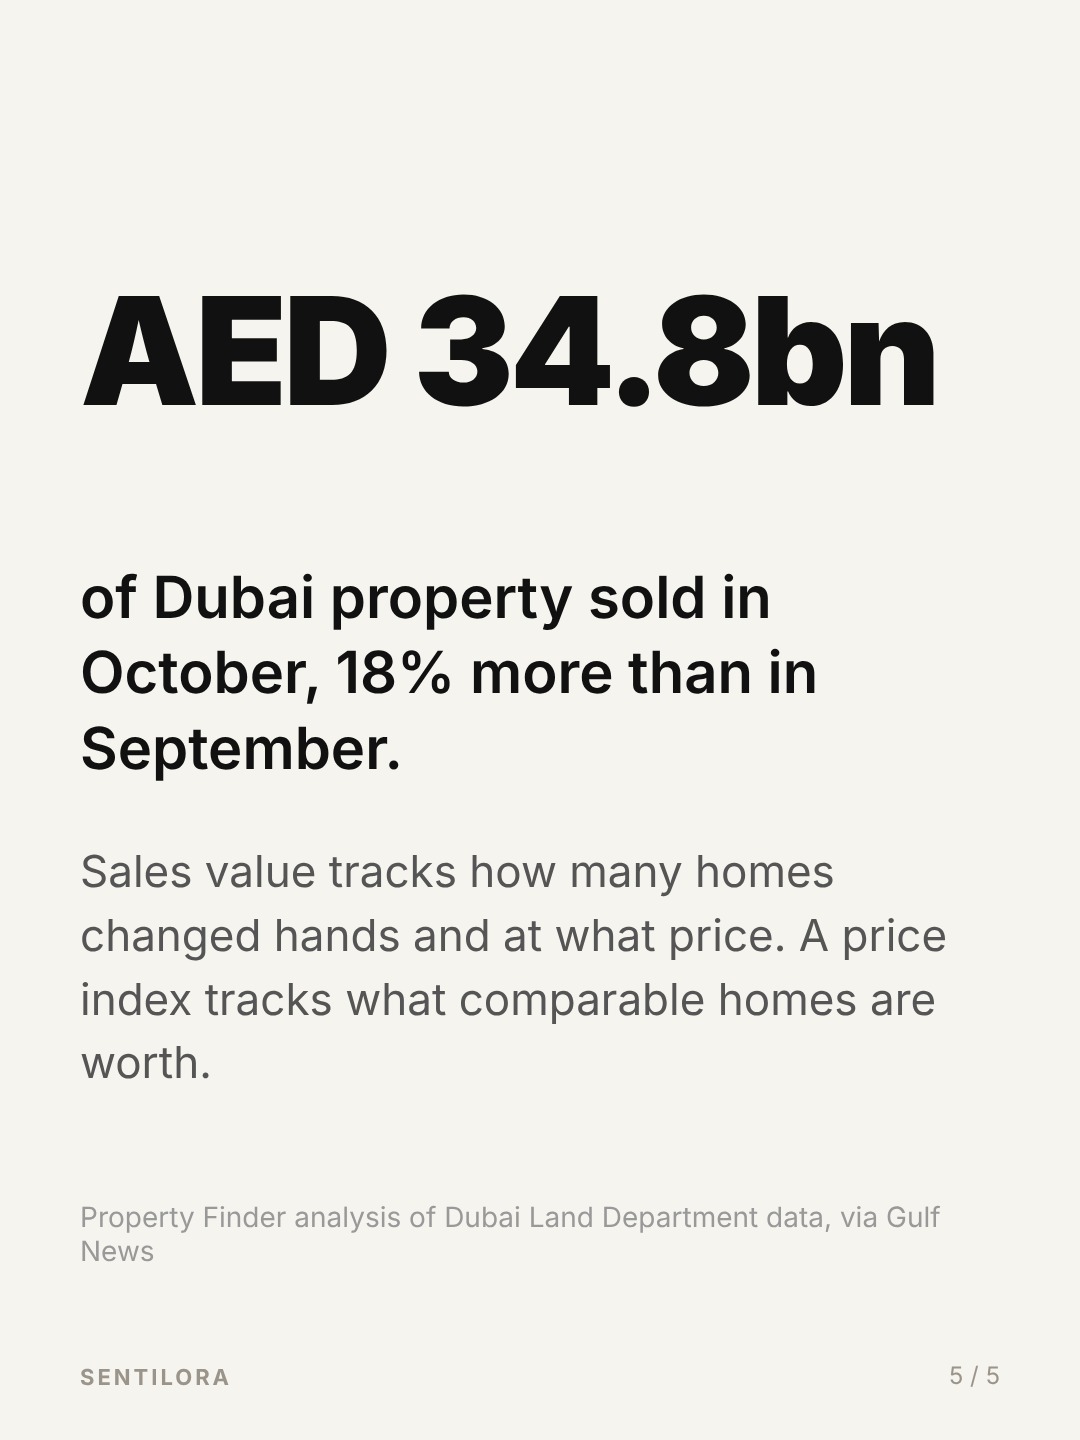 AED 34.8bn
of Dubai property sold in
October, 18% more than in
September.
Sales value tracks how many homes
changed hands and at what price. A price
index tracks what comparable homes are
worth.
Property Finder analysis of Dubai Land Department data, via Gulf
News
SENTILORA
5 / 5